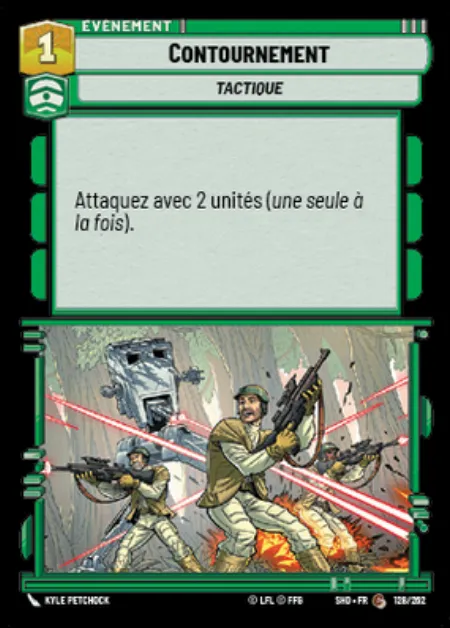 ÉVÉNEMENT
1
CONTOURNEMENT
TACTIQUE
Attaquez avec 2 unités (une seule à
la fois).
KYLE PETCHOCK
© LFL © FFG
SHD • FR
128/262